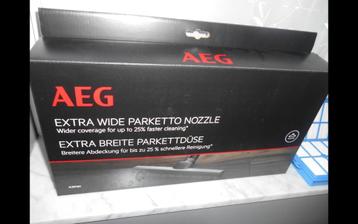 AEG
AEG
EXTRA WIDE PARKETTO NOZZLE
Wider coverage for up to 25% faster cleaning*
EXTRA BREITE PARKETTDÜSE
Breitere Abdeckung für bis zu 25 % schnellere Reinigung*